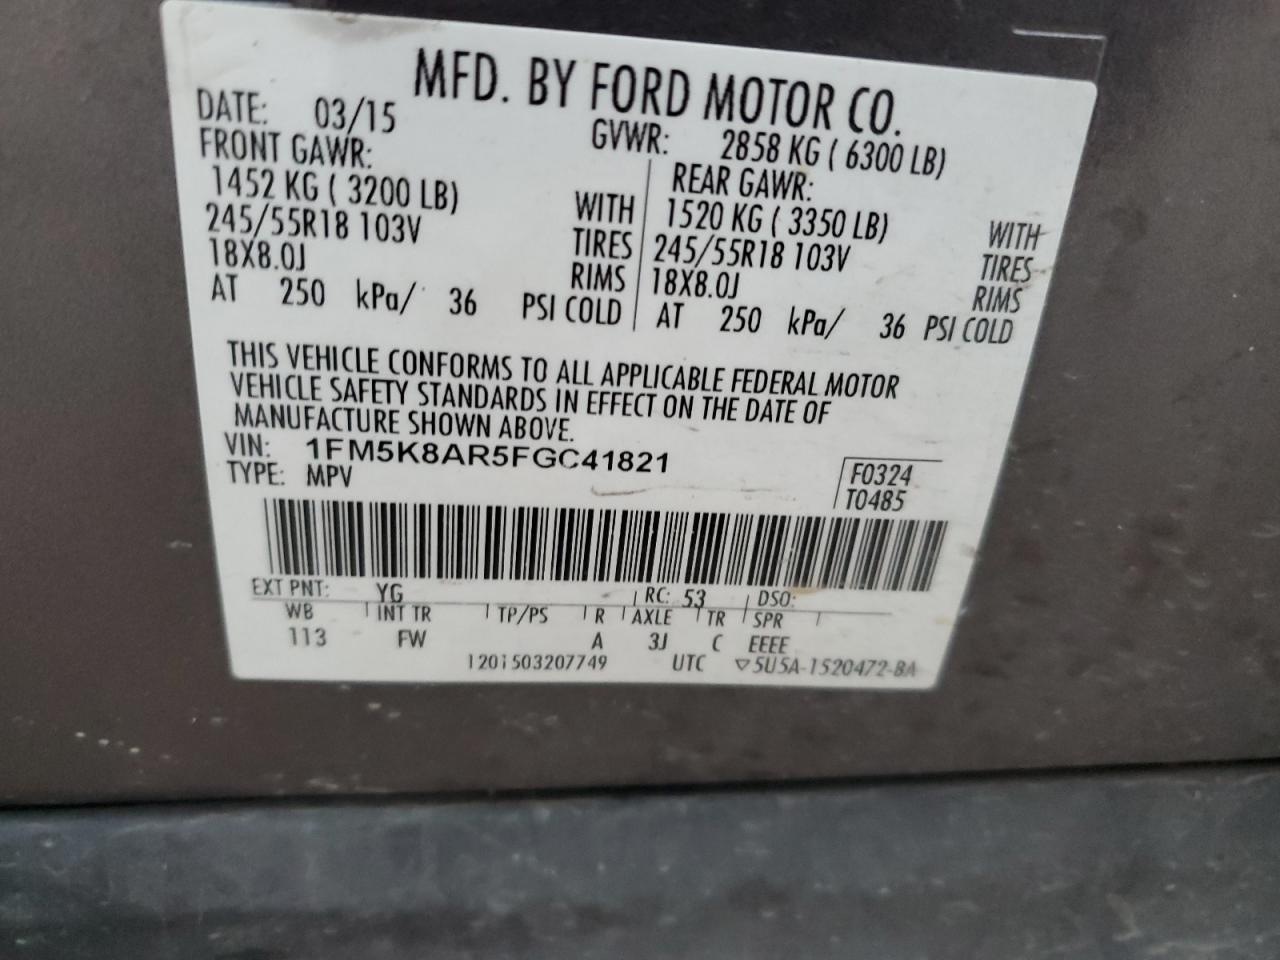 MFD. BY FORD MOTOR CO.
DATE: 03/15 GVWR: 2858 KG ( 6300 LB)
FRONT GAWR: REAR GAWR:
1452 KG ( 3200 LB) WITH 1520 KG ( 3350 LB) WITH
245/55R18 103V TIRES 245/55R18 103V TIRES
18X8.0J RIMS 18X8.0J RIMS
AT 250 kPa/ 36 PSI COLD AT 250 kPa/ 36 PSI COLD
THIS VEHICLE CONFORMS TO ALL APPLICABLE FEDERAL MOTOR
VEHICLE SAFETY STANDARDS IN EFFECT ON THE DATE OF
MANUFACTURE SHOWN ABOVE.
VIN: 1FM5K8AR5FGC41821
TYPE: MPV
F0324
T0485
EXT PNT: YG RC: 53 DSO:
WB INT TR TP/PS R AXLE TR SPR
113 FW A 3J C EEEE
1201503207749 UTC ▽5U5A-1520472-BA